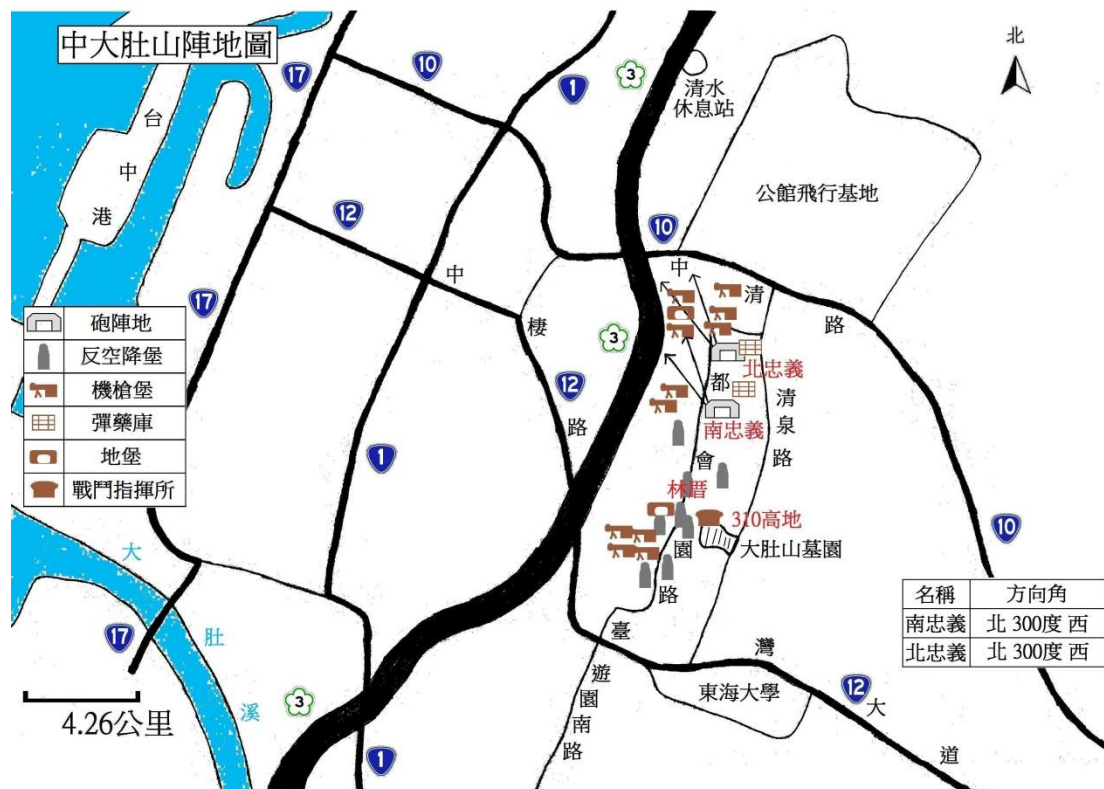 中大肚山陣地圖
北
17
10
1
3
清水
休息站
台
中
港
公館飛行基地
12
10
中
中
清
路
17
砲陣地
反空降堡
機槍堡
彈藥庫
地堡
戰鬥指揮所
棲
路
3
12
北忠義
都
南忠義
清
泉
路
會
1
林厝
310高地
大肚山墓園
園
路
10
名稱 方向角
南忠義 北 300度 西
北忠義 北 300度 西
大
肚
溪
17
臺
灣
大
道
遊
園
南
路
東海大學
12
3
4.26公里
1